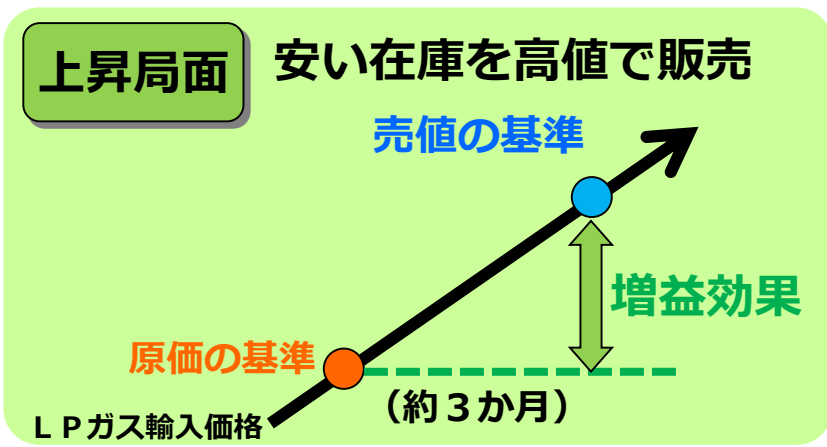 上昇局面
安い在庫を高値で販売
売値の基準
増益効果
原価の基準
(約３か月)
ＬＰガス輸入価格